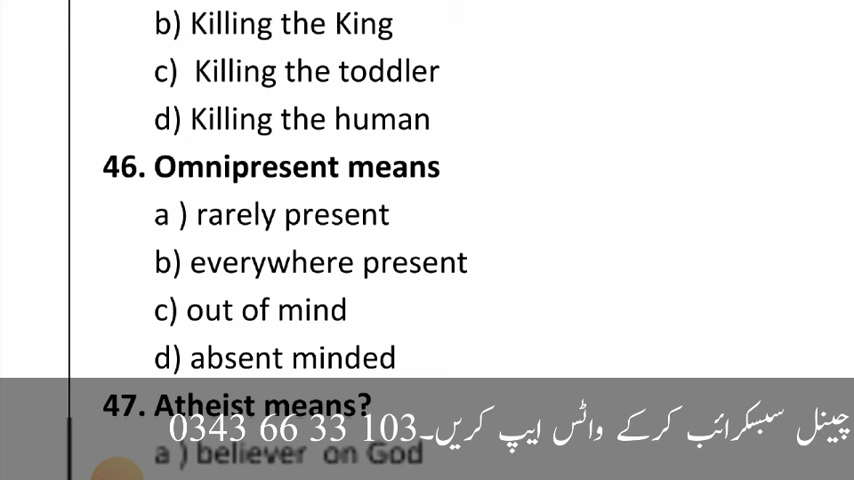 b) Killing the King
c) Killing the toddler
d) Killing the human
46. Omnipresent means
a ) rarely present
b) everywhere present
c) out of mind
d) absent minded
47. Atheist means?
چینل سبسکرائب کرکے واٹس ایپ کریں۔103 33 66 0343
a ) believer on God